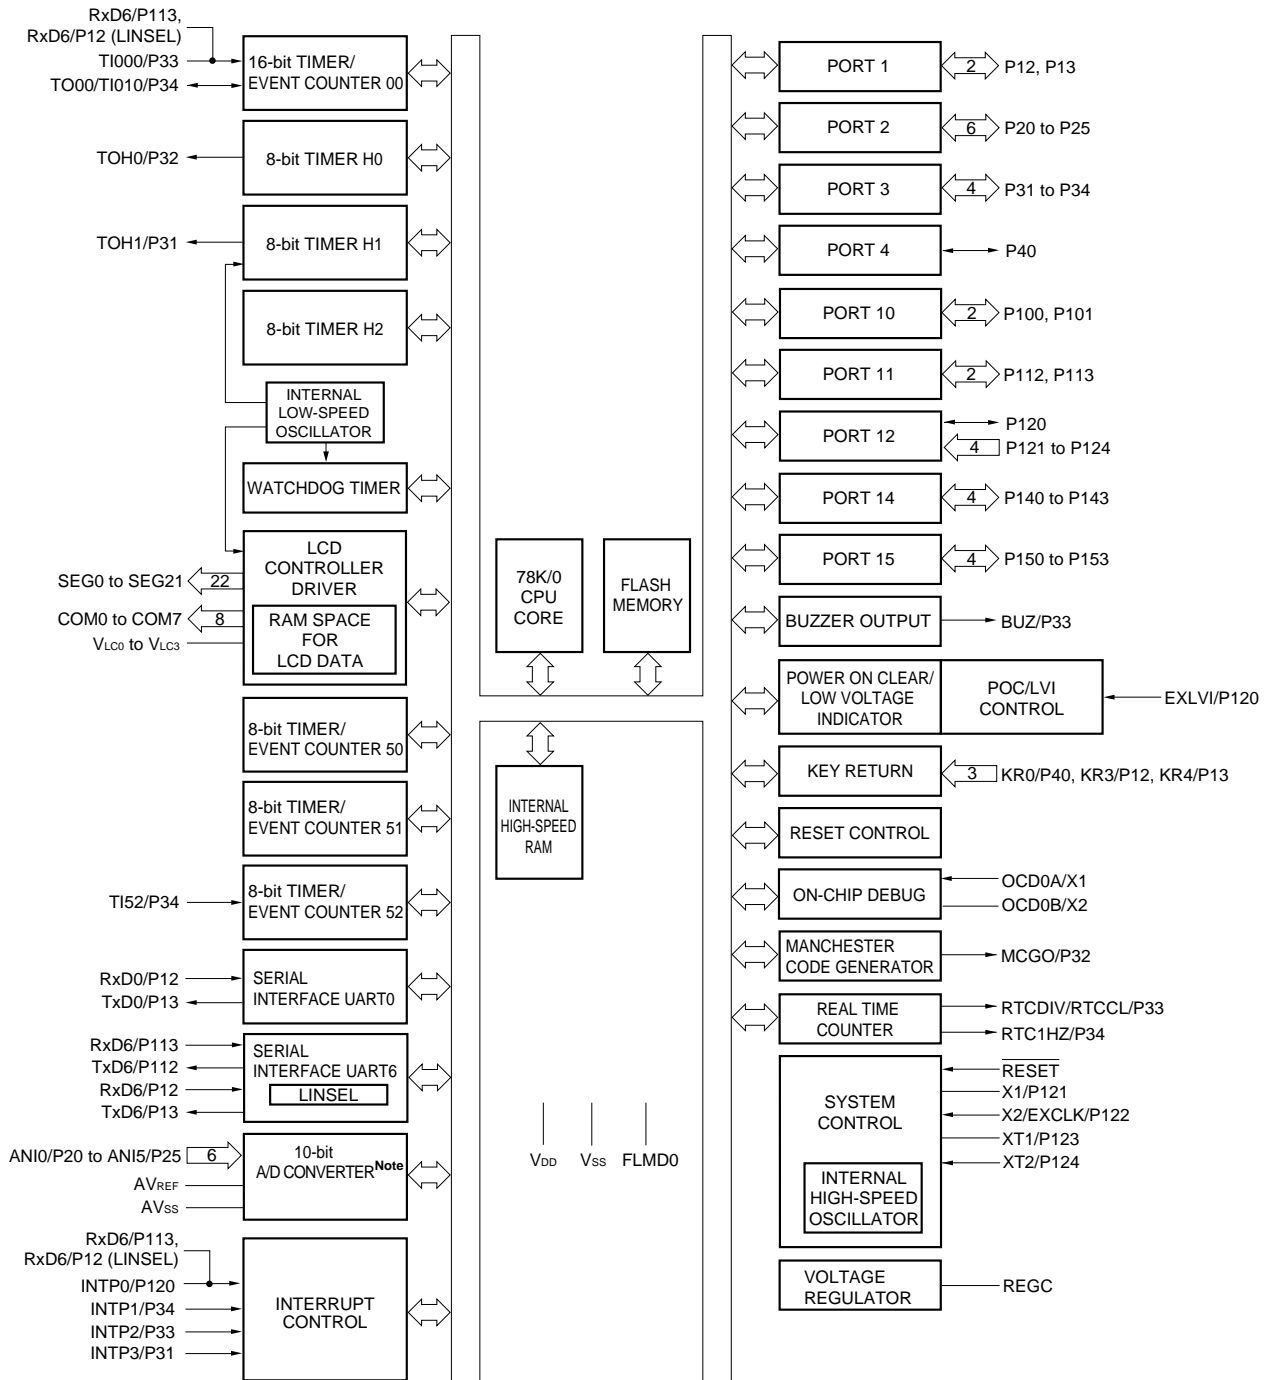 RxD6/P113,
RxD6/P12 (LINSEL)
TI000/P33
TO00/TI010/P34
16-bit TIMER/
EVENT COUNTER 00
TOH0/P32
8-bit TIMER H0
TOH1/P31
8-bit TIMER H1
8-bit TIMER H2
INTERNAL
LOW-SPEED
OSCILLATOR
WATCHDOG TIMER
LCD
CONTROLLER
DRIVER
SEG0 to SEG21
22
COM0 to COM7
8
VLC0 to VLC3
RAM SPACE
FOR
LCD DATA
8-bit TIMER/
EVENT COUNTER 50
8-bit TIMER/
EVENT COUNTER 51
TI52/P34
8-bit TIMER/
EVENT COUNTER 52
RxD0/P12
TxD0/P13
SERIAL
INTERFACE UART0
RxD6/P113
TxD6/P112
RxD6/P12
TxD6/P13
SERIAL
INTERFACE UART6
LINSEL
ANI0/P20 to ANI5/P25
6
AVREF
AVSS
10-bit
A/D CONVERTER Note
RxD6/P113,
RxD6/P12 (LINSEL)
INTP0/P120
INTP1/P34
INTP2/P33
INTP3/P31
INTERRUPT
CONTROL
78K/0
CPU
CORE
FLASH
MEMORY
INTERNAL
HIGH-SPEED
RAM
VDD
VSS
FLMD0
PORT 1
2
P12, P13
PORT 2
6
P20 to P25
PORT 3
4
P31 to P34
PORT 4
P40
PORT 10
2
P100, P101
PORT 11
2
P112, P113
PORT 12
P120
4
P121 to P124
PORT 14
4
P140 to P143
PORT 15
4
P150 to P153
BUZZER OUTPUT
BUZ/P33
POWER ON CLEAR/
LOW VOLTAGE
INDICATOR
POC/LVI
CONTROL
EXLVI/P120
KEY RETURN
3
KR0/P40, KR3/P12, KR4/P13
RESET CONTROL
ON-CHIP DEBUG
OCD0A/X1
OCD0B/X2
MANCHESTER
CODE GENERATOR
MCGO/P32
REAL TIME
COUNTER
RTCDIV/RTCCL/P33
RTC1HZ/P34
SYSTEM
CONTROL
RESET
X1/P121
X2/EXCLK/P122
XT1/P123
XT2/P124
INTERNAL
HIGH-SPEED
OSCILLATOR
VOLTAGE
REGULATOR
REGC